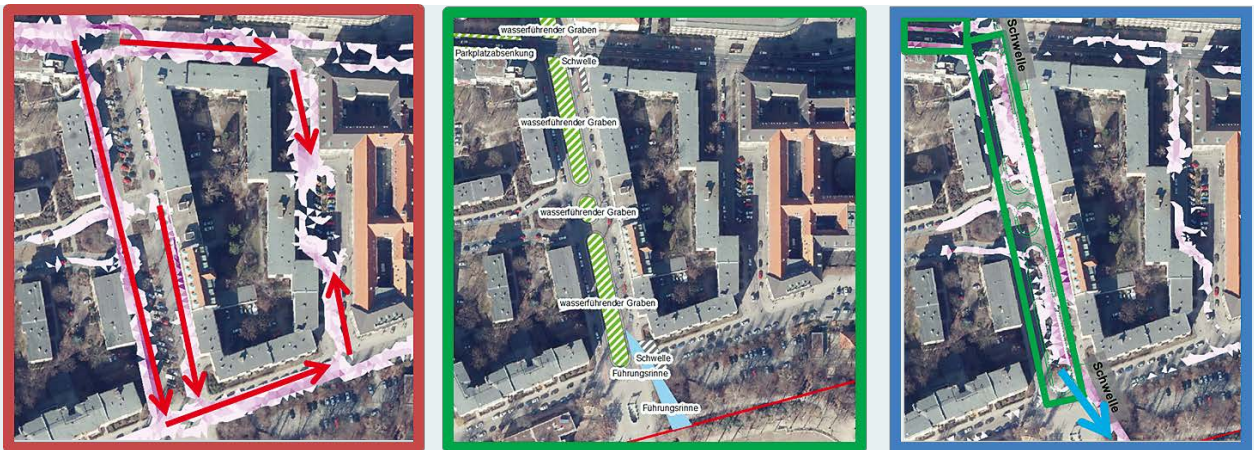 wasserführender Graben
Parkplatzabsenkung
Schwelle
wasserführender Graben
wasserführender Graben
wasserführender Graben
Schwelle
Führungsrinne
Führungsrinne
Schwelle
Schwelle